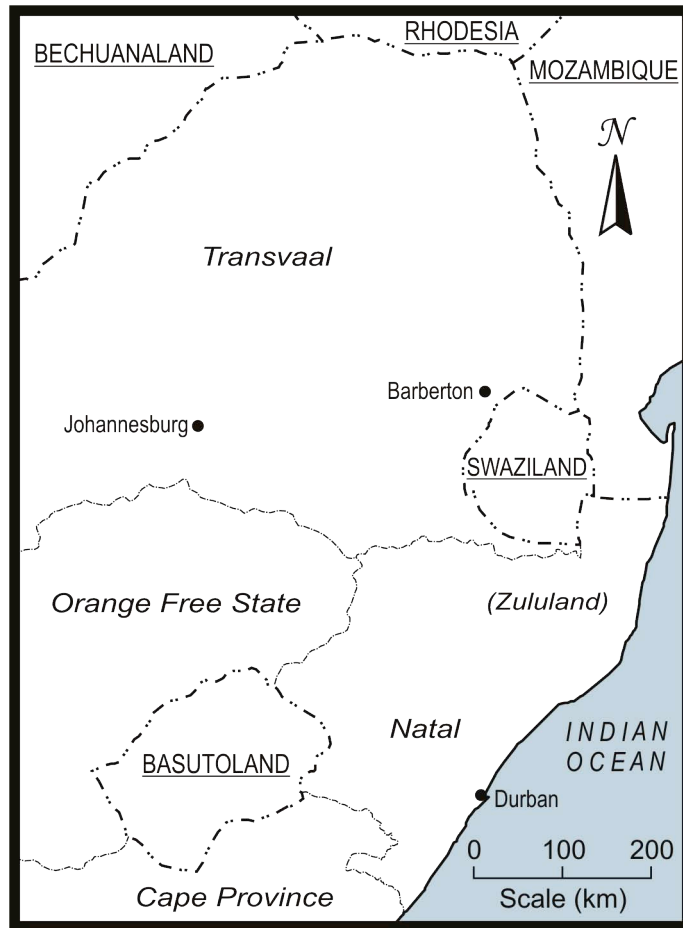 RHODESIA
BECHUANALAND
MOZAMBIQUE
N
Transvaal
Barberton
Johannesburg
SWAZILAND
Orange Free State
(Zululand)
Natal
INDIAN
OCEAN
BASUTOLAND
Durban
0 100 200
Scale (km)
Cape Province